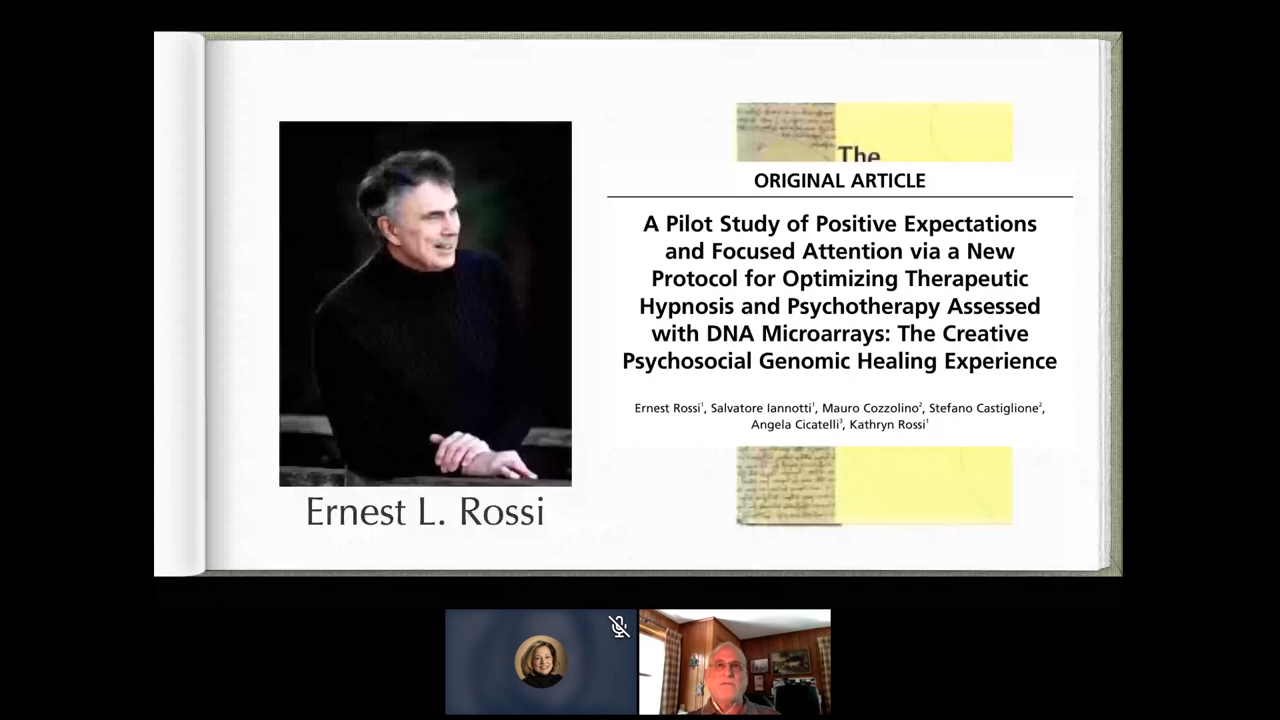 The
ORIGINAL ARTICLE
A Pilot Study of Positive Expectations
and Focused Attention via a New
Protocol for Optimizing Therapeutic
Hypnosis and Psychotherapy Assessed
with DNA Microarrays: The Creative
Psychosocial Genomic Healing Experience
Ernest Rossi¹, Salvatore Iannotti¹, Mauro Cozzolino², Stefano Castiglione²,
Angela Cicatelli³, Kathryn Rossi¹
Ernest L. Rossi